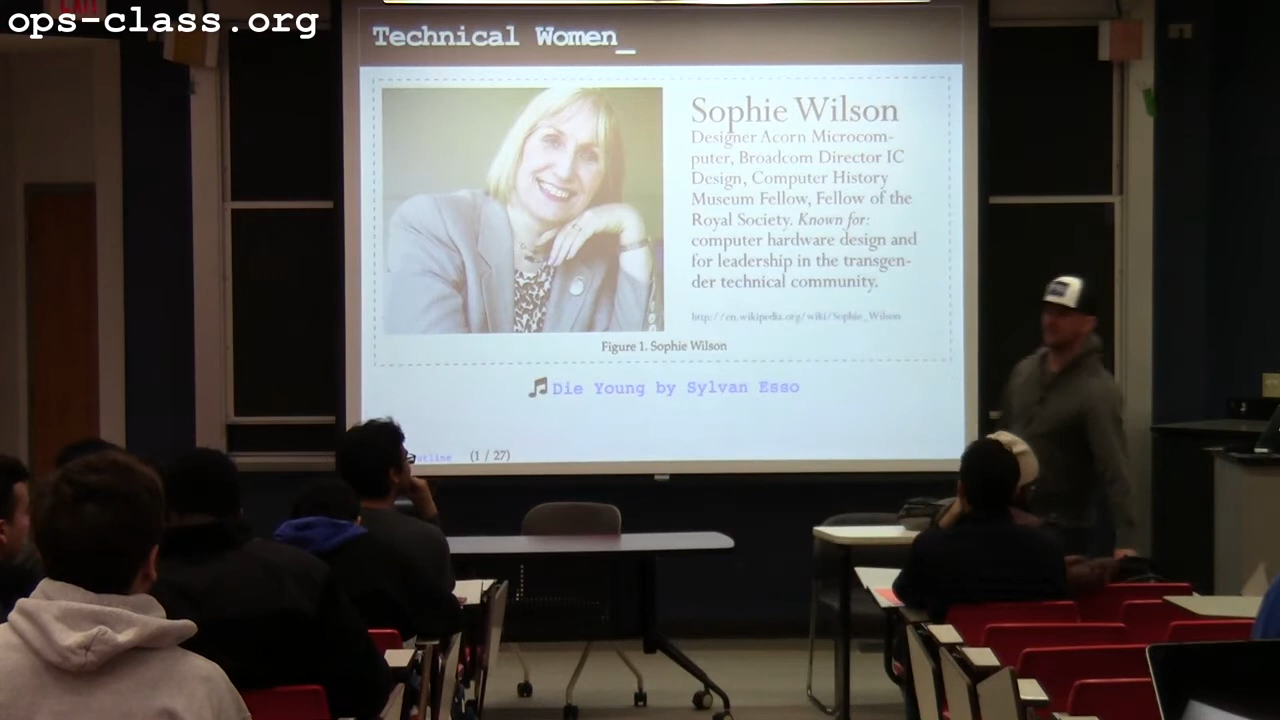 EXIT
ops-class.org
Technical Women_
Sophie Wilson
Designer Acorn Microcom-
puter, Broadcom Director IC
Design, Computer History
Museum Fellow, Fellow of the
Royal Society. Known for:
computer hardware design and
for leadership in the transgen-
der technical community.
http://en.wikipedia.org/wiki/Sophie_Wilson
Figure 1. Sophie Wilson
Die Young by Sylvan Esso
(1 / 27)